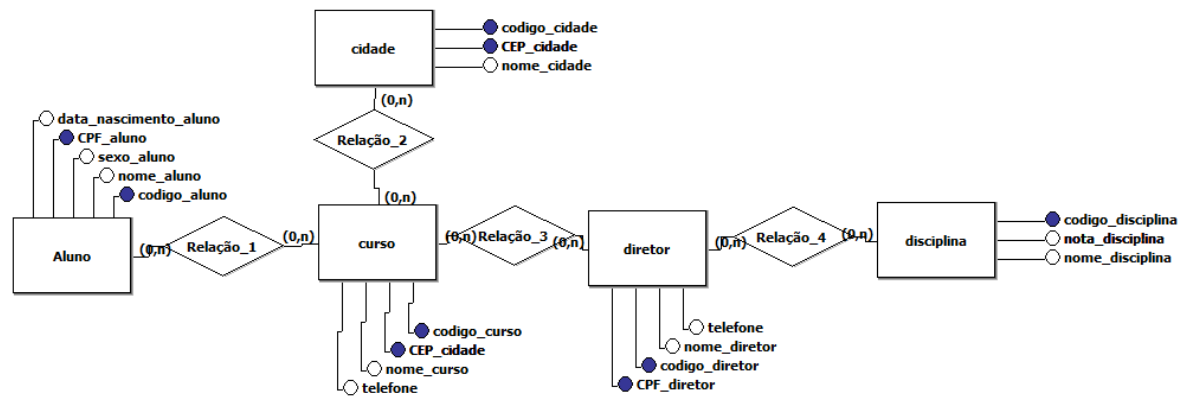 cidade
codigo_cidade
CEP_cidade
nome_cidade
(0,n)
Relação_2
(0,n)
data_nascimento_aluno
CPF_aluno
sexo_aluno
nome_aluno
codigo_aluno
Aluno
(0,n)
Relação_1
(0,n)
curso
(0,n)
Relação_3
(0,n)
diretor
(0,n)
Relação_4
(0,n)
disciplina
codigo_disciplina
nota_disciplina
nome_disciplina
codigo_curso
CEP_cidade
nome_curso
telefone
telefone
nome_diretor
codigo_diretor
CPF_diretor